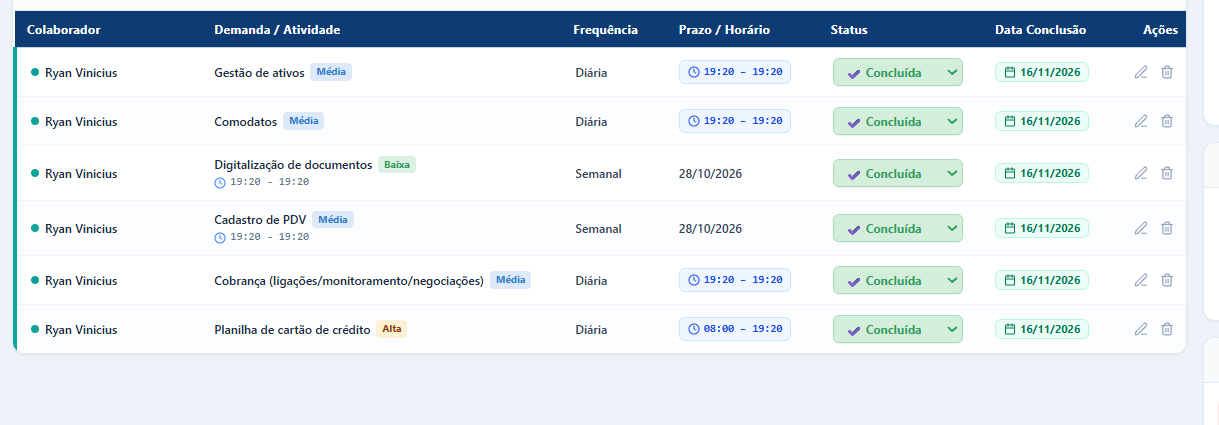 Colaborador Demanda / Atividade Frequência Prazo / Horário Status Data Conclusão Ações
Ryan Vinicius Gestão de ativos Média Diária 19:20 – 19:20 Concluída 16/11/2026
Ryan Vinicius Comodatos Média Diária 19:20 – 19:20 Concluída 16/11/2026
Ryan Vinicius Digitalização de documentos Baixa Semanal 28/10/2026 Concluída 16/11/2026
19:20 – 19:20
Ryan Vinicius Cadastro de PDV Média Semanal 28/10/2026 Concluída 16/11/2026
19:20 – 19:20
Ryan Vinicius Cobrança (ligações/monitoramento/negociações) Média Diária 19:20 – 19:20 Concluída 16/11/2026
Ryan Vinicius Planilha de cartão de crédito Alta Diária 08:00 – 19:20 Concluída 16/11/2026